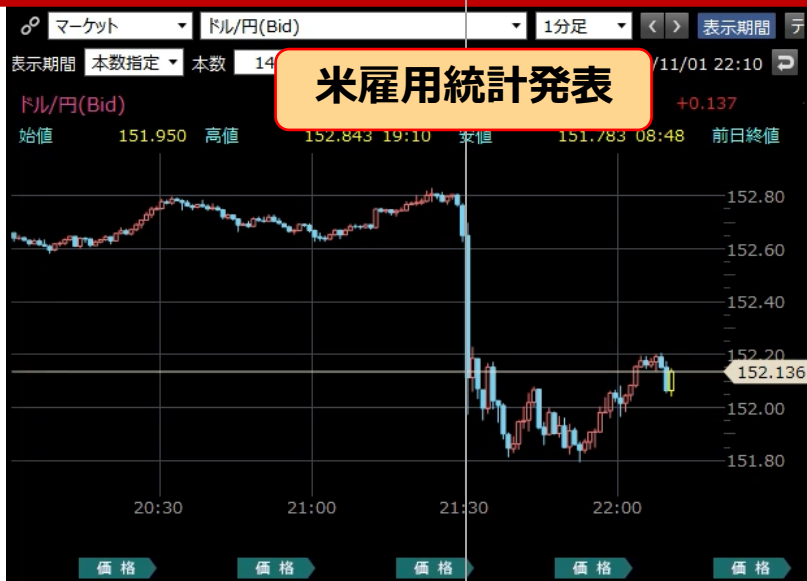 マーケット ドル/円(Bid) 1分足 表示期間
表示期間 本数指定 本数 14 /11/01 22:10
米雇用統計発表
ドル/円(Bid) +0.137
始値 151.950 高値 152.843 19:10 安値 151.783 08:48 前日終値
152.80
152.60
152.40
152.20
152.136
152.00
151.80
20:30 21:00 21:30 22:00
価格 価格 価格 価格 価格